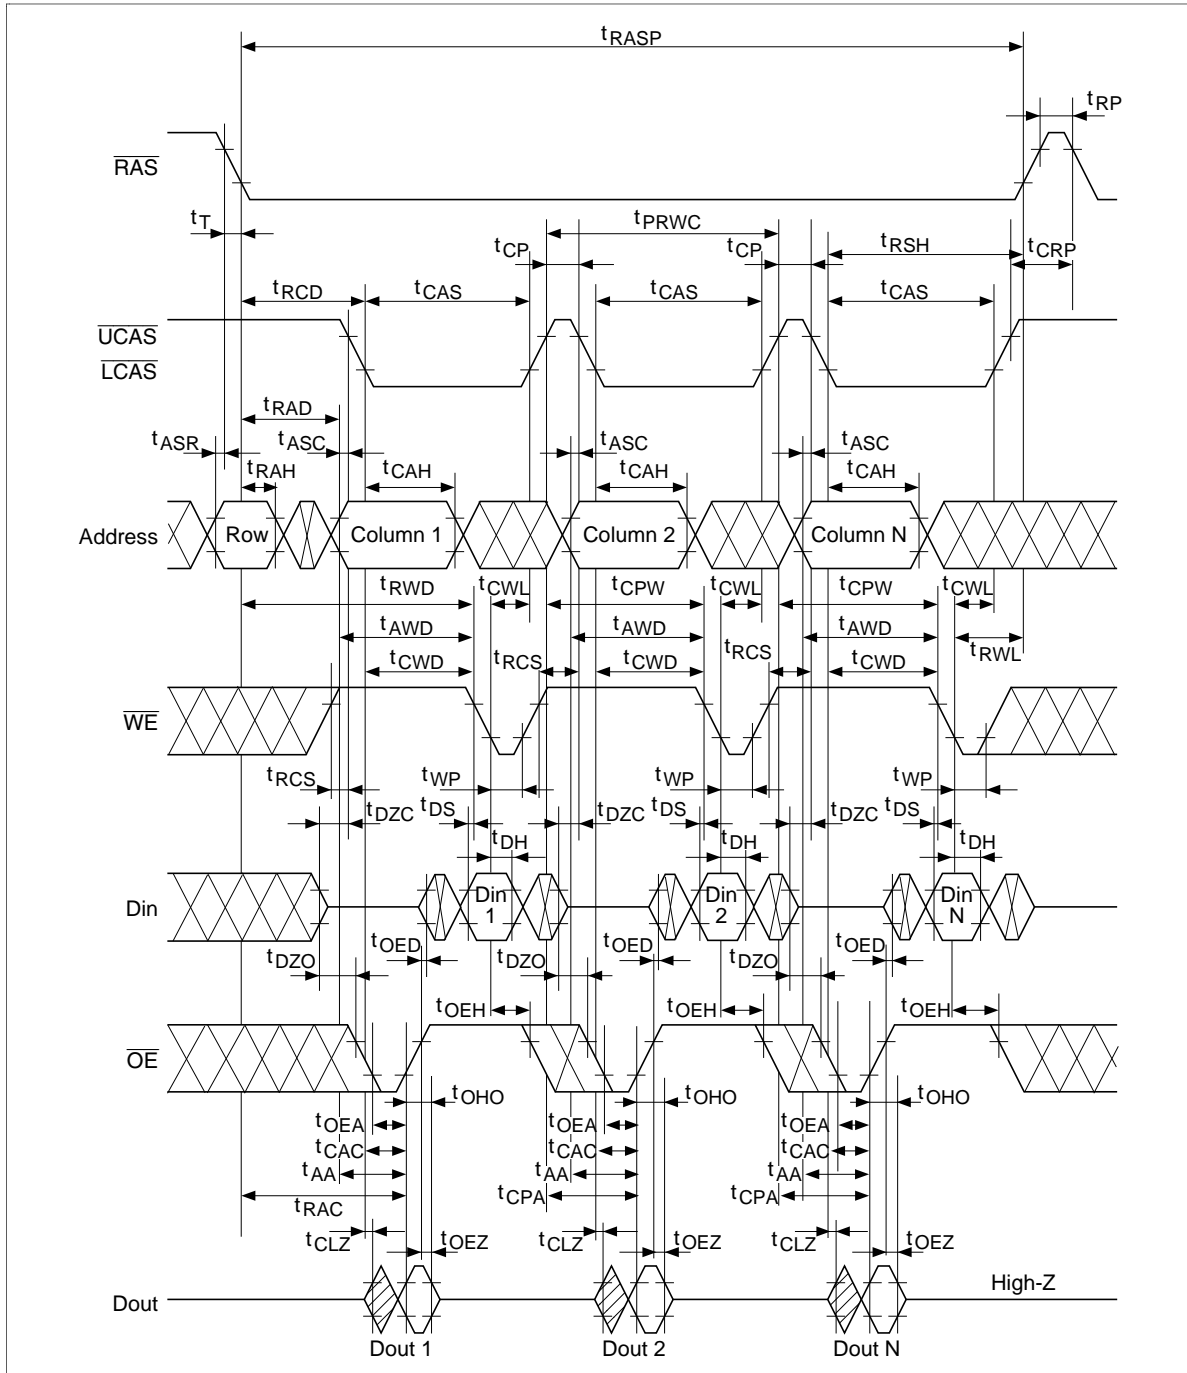 tRASP
tRP
RAS
tT
tPRWC
tCP
tCP
tRSH
tCRP
tRCD
tCAS
tCAS
tCAS
UCAS
LCAS
tRAD
tASR
tASC
tASC
tASC
tRAH
tCAH
tCAH
tCAH
Address
Row
Column 1
Column 2
Column N
tRWD
tCWL
tCPW
tCWL
tCPW
tCWL
tAWD
tAWD
tAWD
tRCS
tRCS
tRWL
tCWD
tCWD
tCWD
WE
tRCS
tWP
tWP
tWP
tDZC
tDS
tDZC
tDS
tDZC
tDS
tDH
tDH
tDH
Din
Din
1
Din
2
Din
N
tOED
tOED
tOED
tDZO
tDZO
tDZO
tOEH
tOEH
tOEH
OE
tOHO
tOHO
tOHO
tOEA
tOEA
tOEA
tCAC
tCAC
tCAC
tAA
tAA
tAA
tRAC
tCPA
tCPA
tCLZ
tOEZ
tCLZ
tOEZ
tCLZ
tOEZ
High-Z
Dout
Dout 1
Dout 2
Dout N